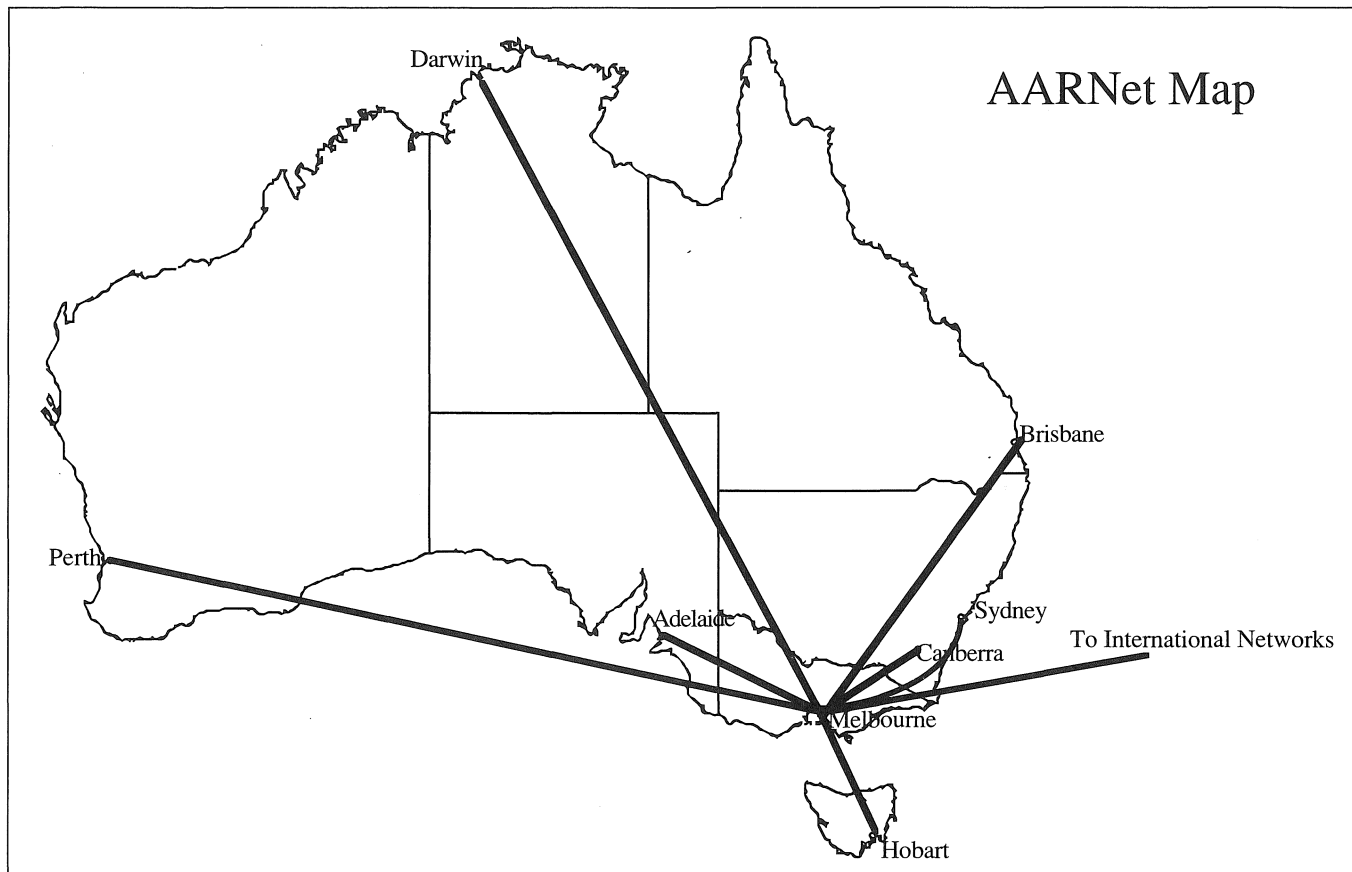 Darwin
AARNet Map
Brisbane
Perth
Adelaide
Sydney
To International Networks
Canberra
Melbourne
Hobart